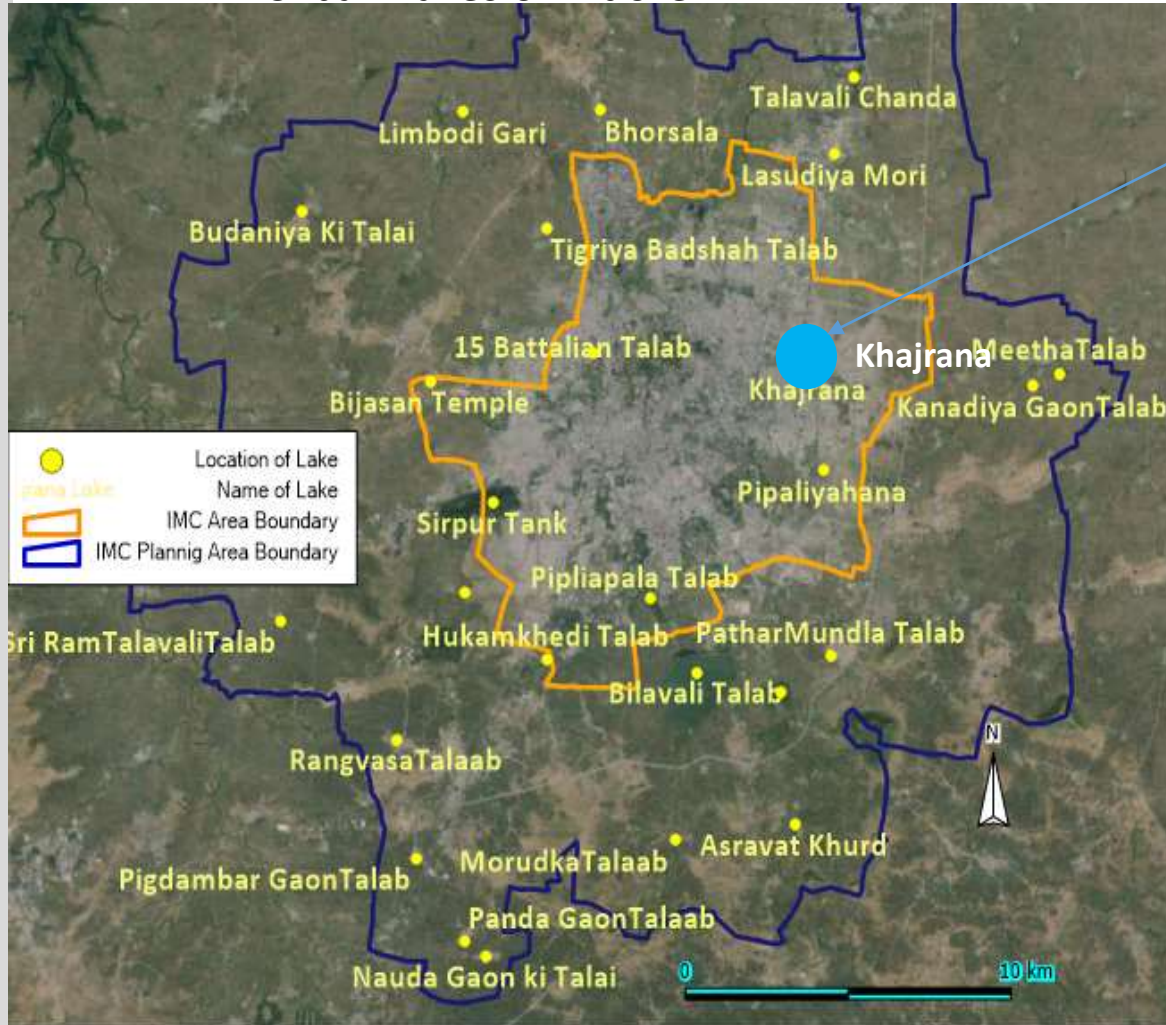 Talavali Chanda
Limbodi Gari
Bhorsala
Lasudiya Mori
Budaniya Ki Talai
Tigriya Badshah Talab
15 Battalian Talab
Khajrana
MeethaTalab
Bijasan Temple
Khajrana
Kanadiya GaonTalab
Location of Lake
Name of Lake
IMC Area Boundary
IMC Plannig Area Boundary
Pipaliyahana
Sirpur Tank
Pipliapala Talab
Hukamkhedi Talab
PatharMundla Talab
Sri RamTalavaliTalab
Bilavali Talab
N
RangvasaTalaab
Asravat Khurd
MorudkaTalaab
Pigdambar GaonTalab
Panda GaonTalaab
Nauda Gaon ki Talai
0
10 km